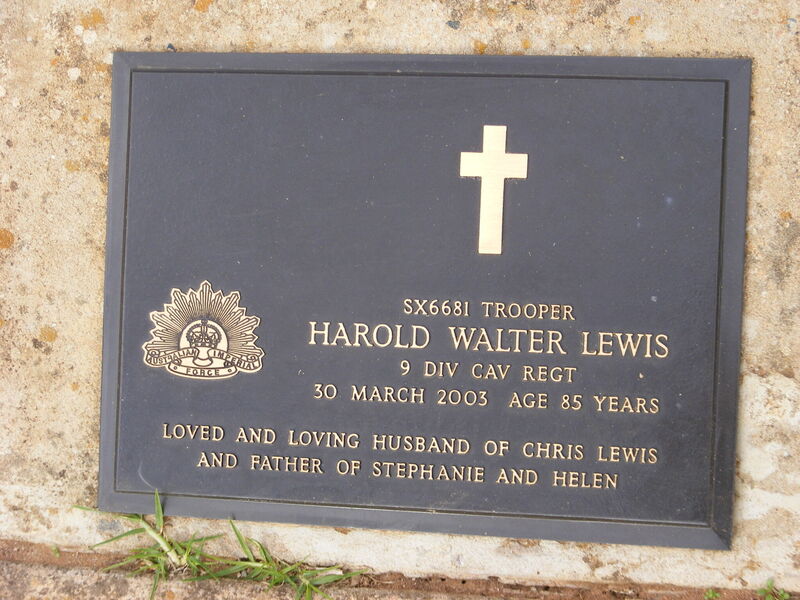 SX6681 TROOPER
HAROLD WALTER LEWIS
9 DIV CAV REGT
30 MARCH 2003 AGE 85 YEARS
AUSTRALIAN IMPERIAL
FORCE
LOVED AND LOVING HUSBAND OF CHRIS LEWIS
AND FATHER OF STEPHANIE AND HELEN